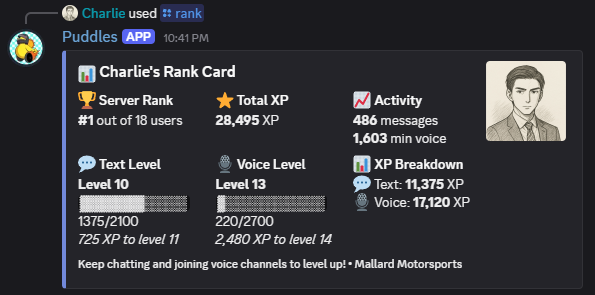 Charlie used rank
Puddles APP 10:41 PM
Charlie's Rank Card
Server Rank
#1 out of 18 users
Total XP
28,495 XP
Activity
486 messages
1,603 min voice
Text Level
Level 10
1375/2100
725 XP to level 11
Voice Level
Level 13
220/2700
2,480 XP to level 14
XP Breakdown
Text: 11,375 XP
Voice: 17,120 XP
Keep chatting and joining voice channels to level up! • Mallard Motorsports